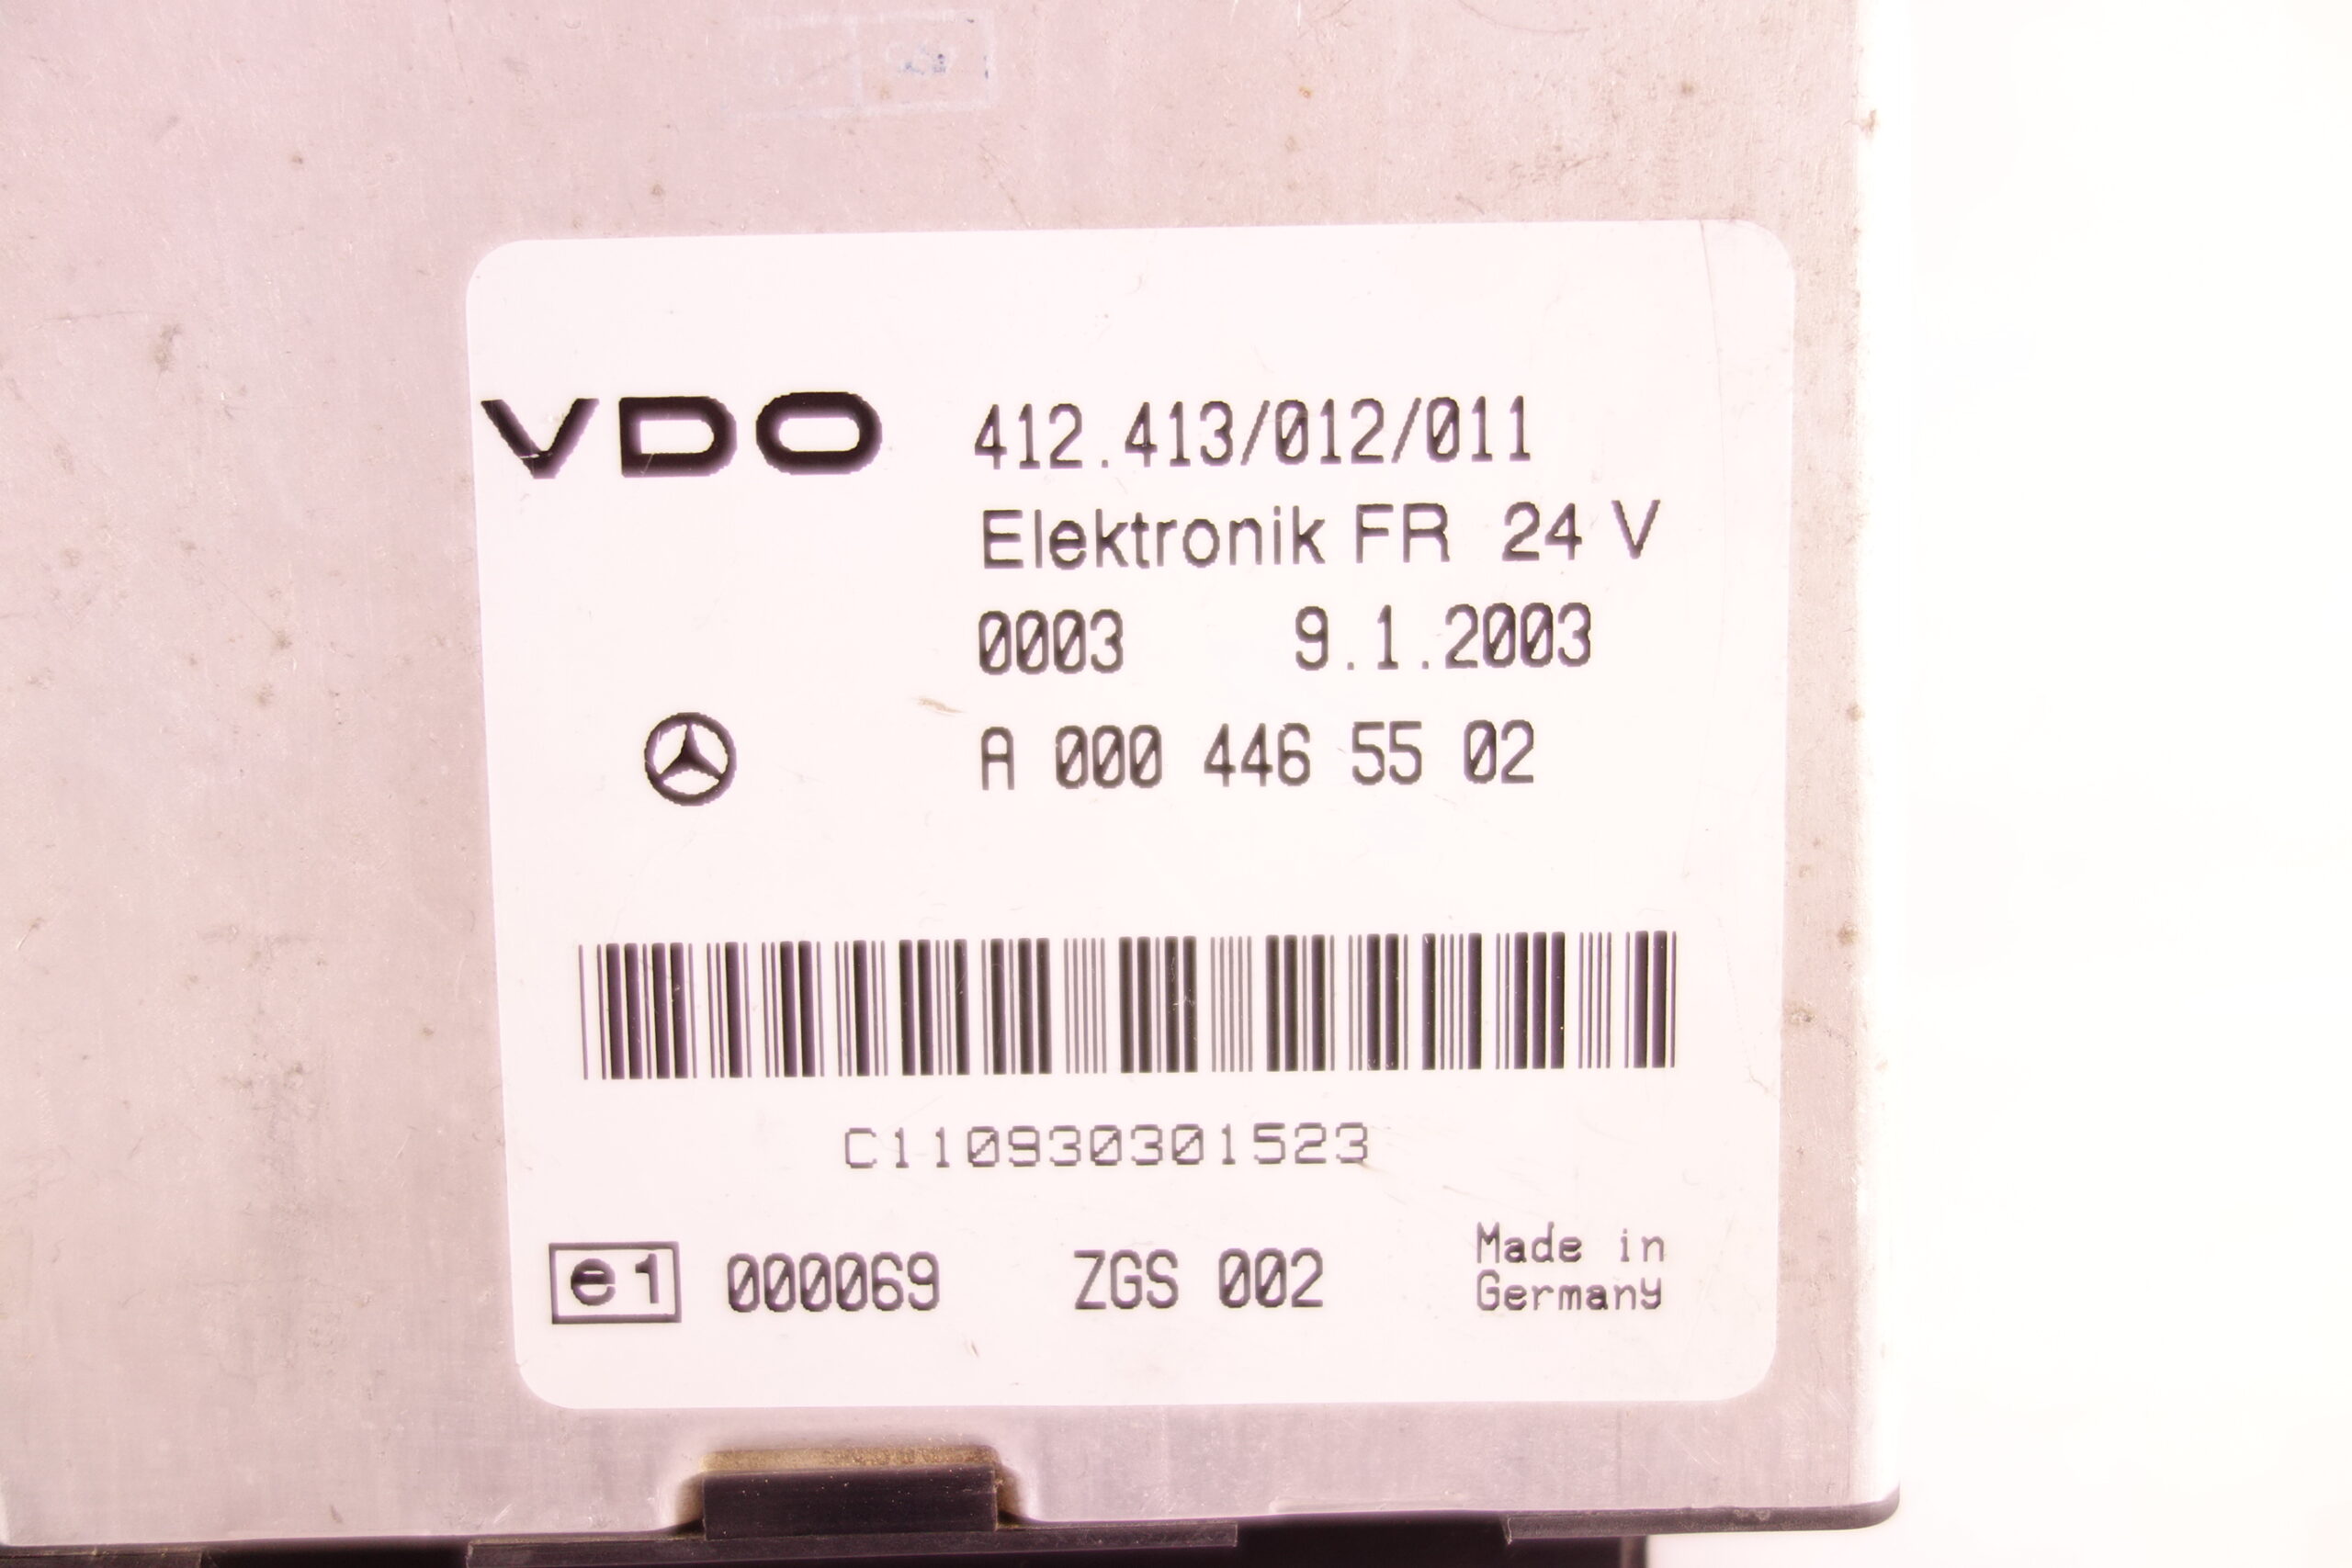 VDO 412.413/012/011
Elektronik FR 24 V
0003 9.1.2003
A 000 446 55 02
C110930301523
e1 000069 ZGS 002 Made in
Germany